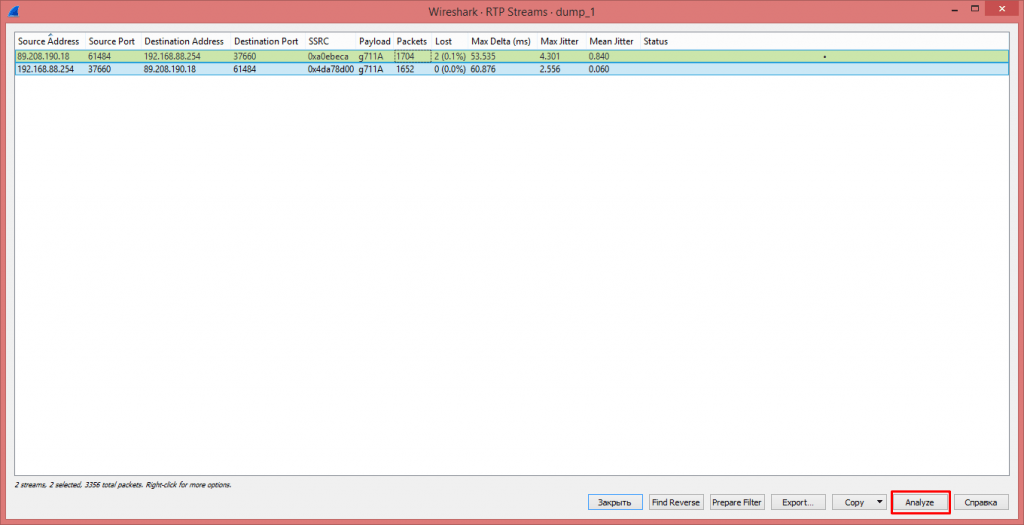 Wireshark · RTP Streams · dump_1
Source Address Source Port Destination Address Destination Port SSRC Payload Packets Lost Max Delta (ms) Max Jitter Mean Jitter Status
89.208.190.18 61484 192.168.88.254 37660 0xa0ebeca g711A 1704 2 (0.1%) 53.535 4.301 0.840 •
192.168.88.254 37660 89.208.190.18 61484 0x4da78d00 g711A 1652 0 (0.0%) 60.876 2.556 0.060
2 streams, 2 selected, 3356 total packets. Right-click for more options.
Закрыть Find Reverse Prepare Filter Export... Copy Analyze Справка